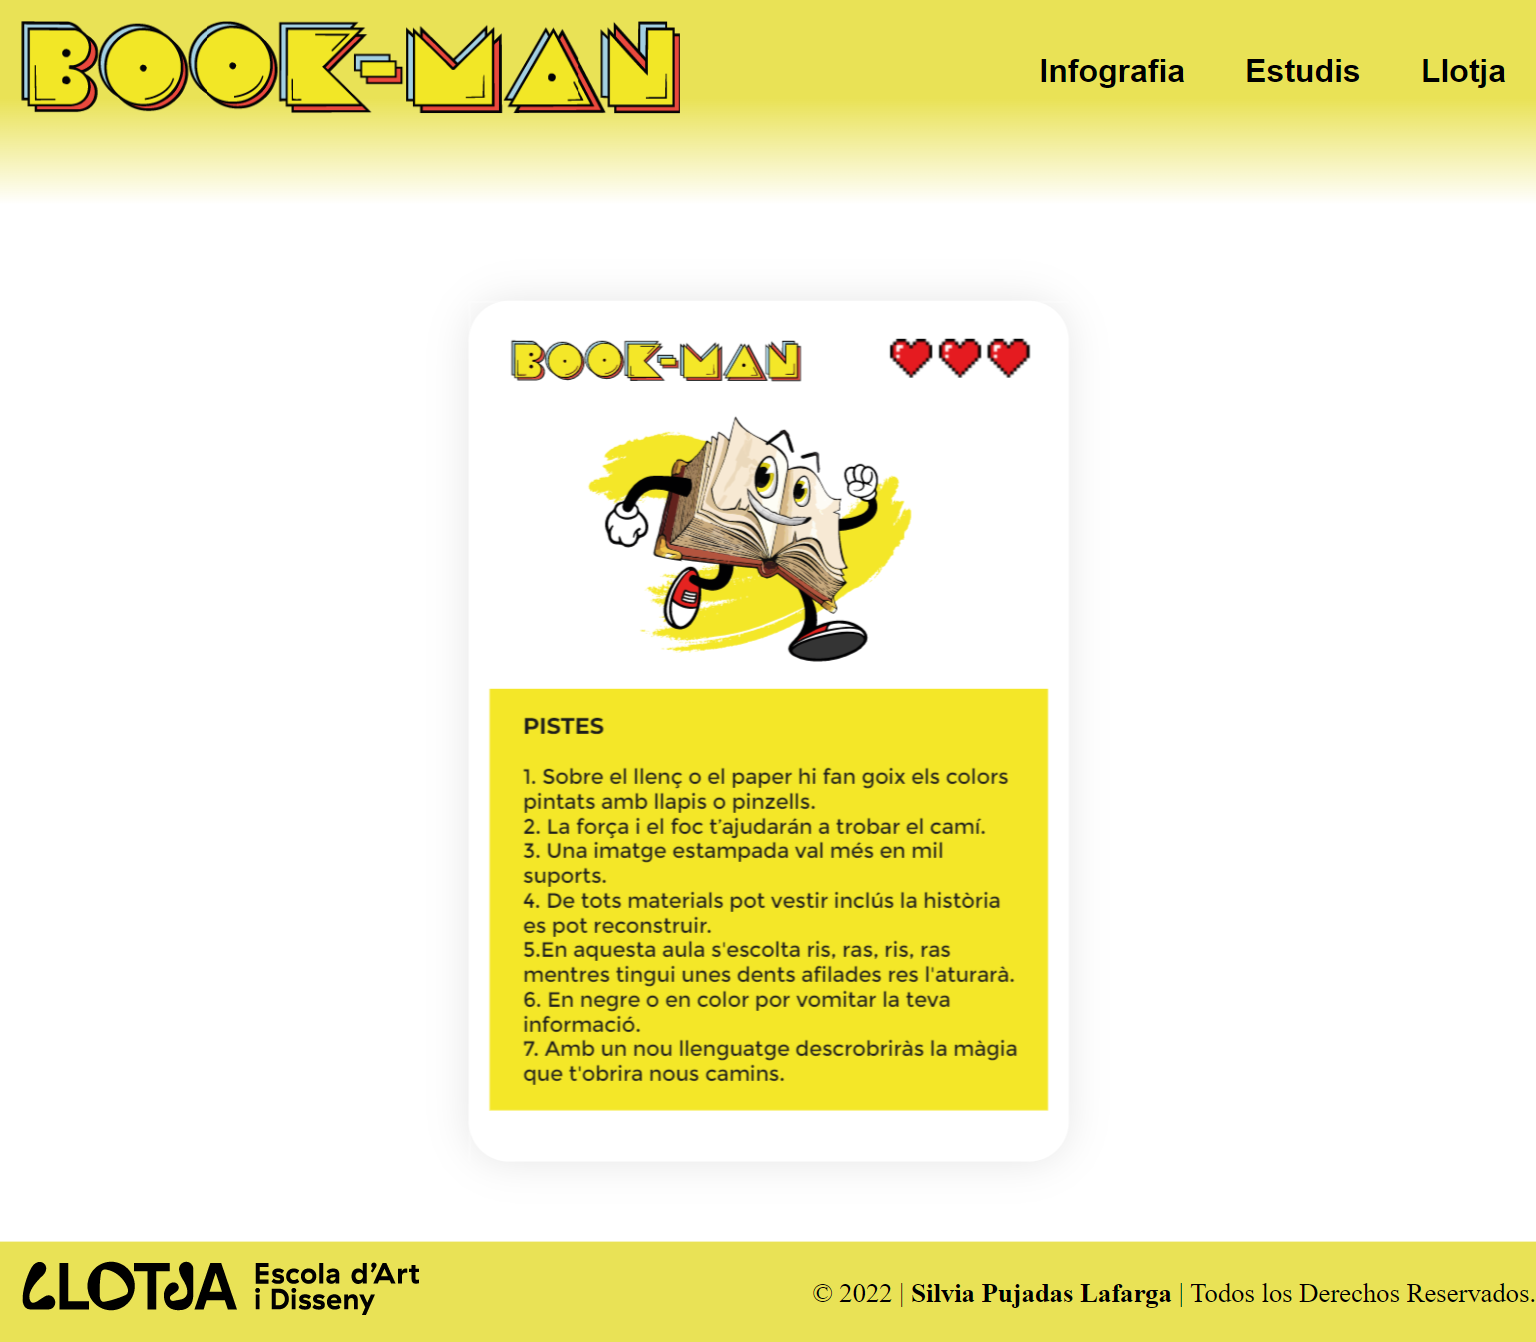 BOOK-MAN
Infografia Estudis Llotja
BOOK-MAN
PISTES
1. Sobre el llenç o el paper hi fan goix els colors
pintats amb llapis o pinzells.
2. La força i el foc t’ajudarán a trobar el camí.
3. Una imatge estampada val més en mil
suports.
4. De tots materials pot vestir inclús la història
es pot reconstruir.
5.En aquesta aula s'escolta ris, ras, ris, ras
mentres tingui unes dents afilades res l'aturarà.
6. En negre o en color por vomitar la teva
informació.
7. Amb un nou llenguatge descrobriràs la màgia
que t'obrira nous camins.
LLOTJA
Escola d’Art
i Disseny
© 2022 | Silvia Pujadas Lafarga | Todos los Derechos Reservados.